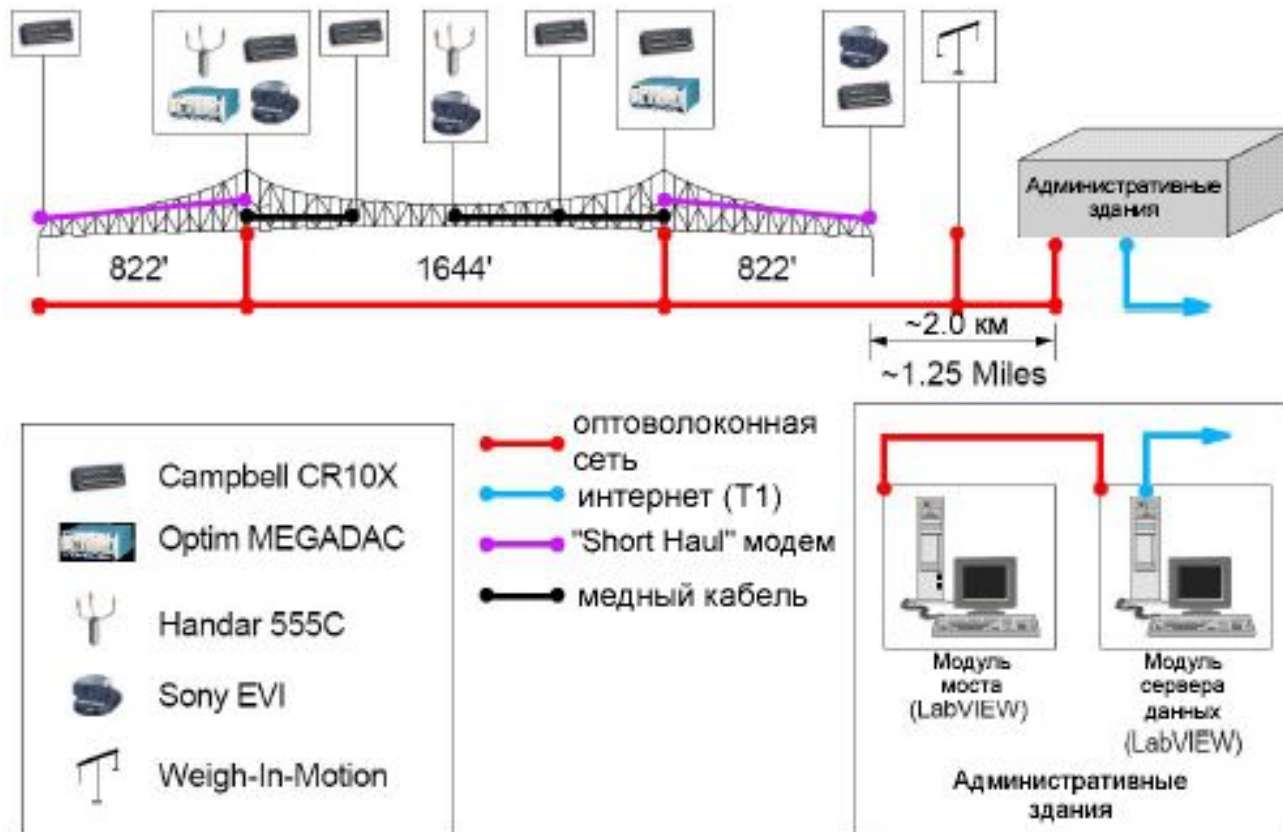 Административные
здания
822'
1644'
822'
~2.0 км
~1.25 Miles
Campbell CR10X
Optim MEGADAC
Handar 555C
Sony EVI
Weigh-In-Motion
оптоволоконная
сеть
интернет (T1)
"Short Haul" модем
медный кабель
Модуль
моста
(LabVIEW)
Модуль
сервера
данных
(LabVIEW)
Административные
здания